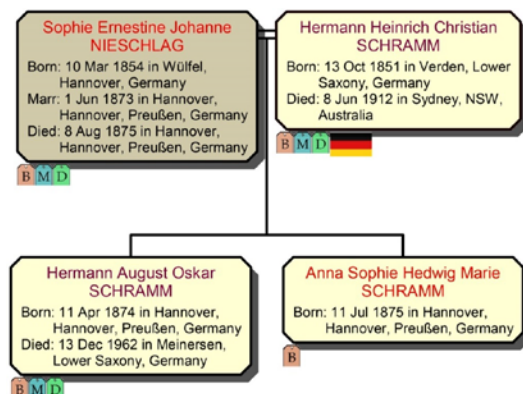 Sophie Ernestine Johanne
NIESCHLAG
Born: 10 Mar 1854 in Wülfel,
Hannover, Germany
Marr: 1 Jun 1873 in Hannover,
Hannover, Preußen, Germany
Died: 8 Aug 1875 in Hannover,
Hannover, Preußen, Germany
B M D
Hermann Heinrich Christian
SCHRAMM
Born: 13 Oct 1851 in Verden, Lower
Saxony, Germany
Died: 8 Jun 1912 in Sydney, NSW,
Australia
B M D
Hermann August Oskar
SCHRAMM
Born: 11 Apr 1874 in Hannover,
Hannover, Preußen, Germany
Died: 13 Dec 1962 in Meinersen,
Lower Saxony, Germany
B M D
Anna Sophie Hedwig Marie
SCHRAMM
Born: 11 Jul 1875 in Hannover,
Hannover, Preußen, Germany
B